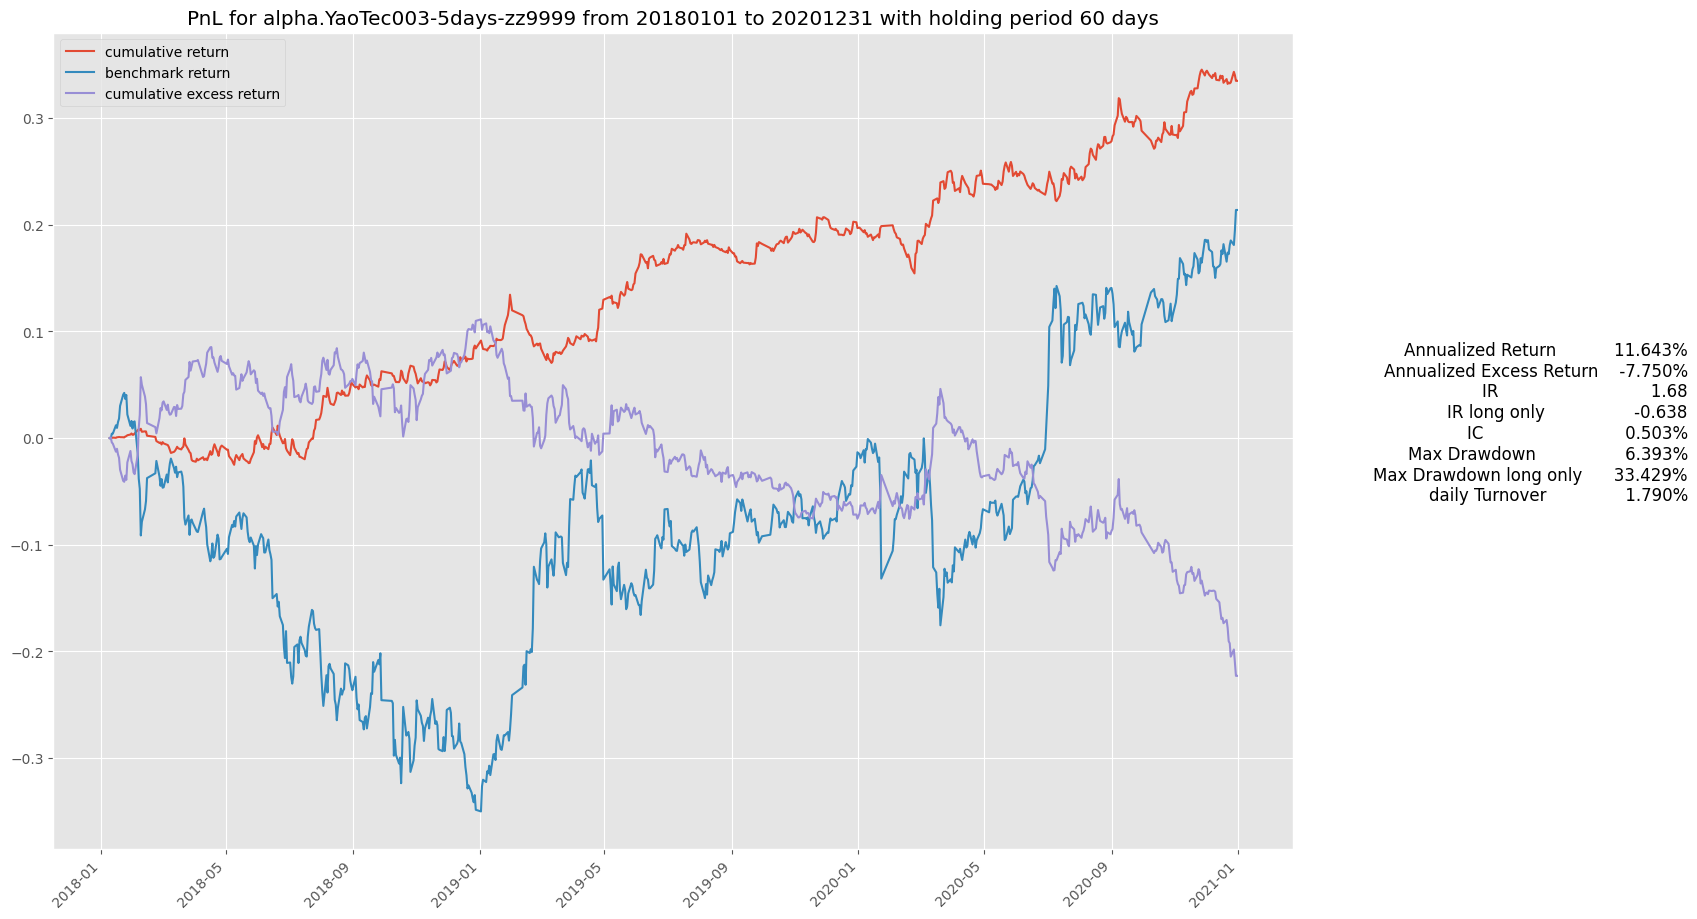 PnL for alpha.YaoTec003-5days-zz9999 from 20180101 to 20201231 with holding period 60 days
cumulative return
benchmark return
cumulative excess return
0.3
0.2
0.1
0.0
−0.1
−0.2
−0.3
2018-01
2018-05
2018-09
2019-01
2019-05
2019-09
2020-01
2020-05
2020-09
2021-01
Annualized Return 11.643%
Annualized Excess Return -7.750%
IR 1.68
IR long only -0.638
IC 0.503%
Max Drawdown 6.393%
Max Drawdown long only 33.429%
daily Turnover 1.790%